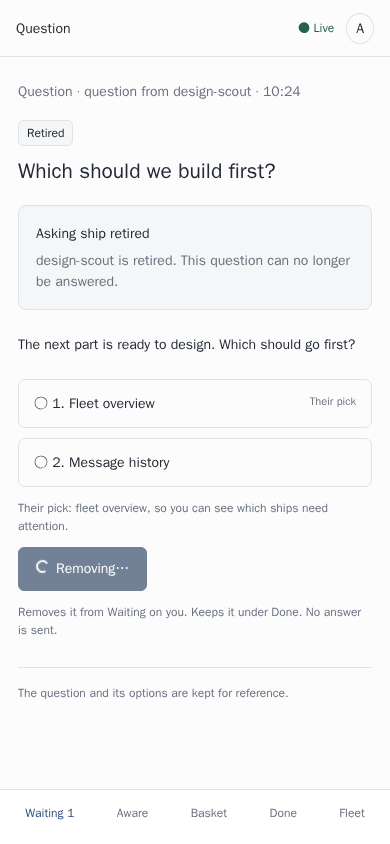 Question
Live
A
Question · question from design-scout · 10:24
Retired
Which should we build first?
Asking ship retired
design-scout is retired. This question can no longer
be answered.
The next part is ready to design. Which should go first?
1. Fleet overview
Their pick
2. Message history
Their pick: fleet overview, so you can see which ships need
attention.
Removing⋯
Removes it from Waiting on you. Keeps it under Done. No answer
is sent.
The question and its options are kept for reference.
Waiting 1
Aware
Basket
Done
Fleet